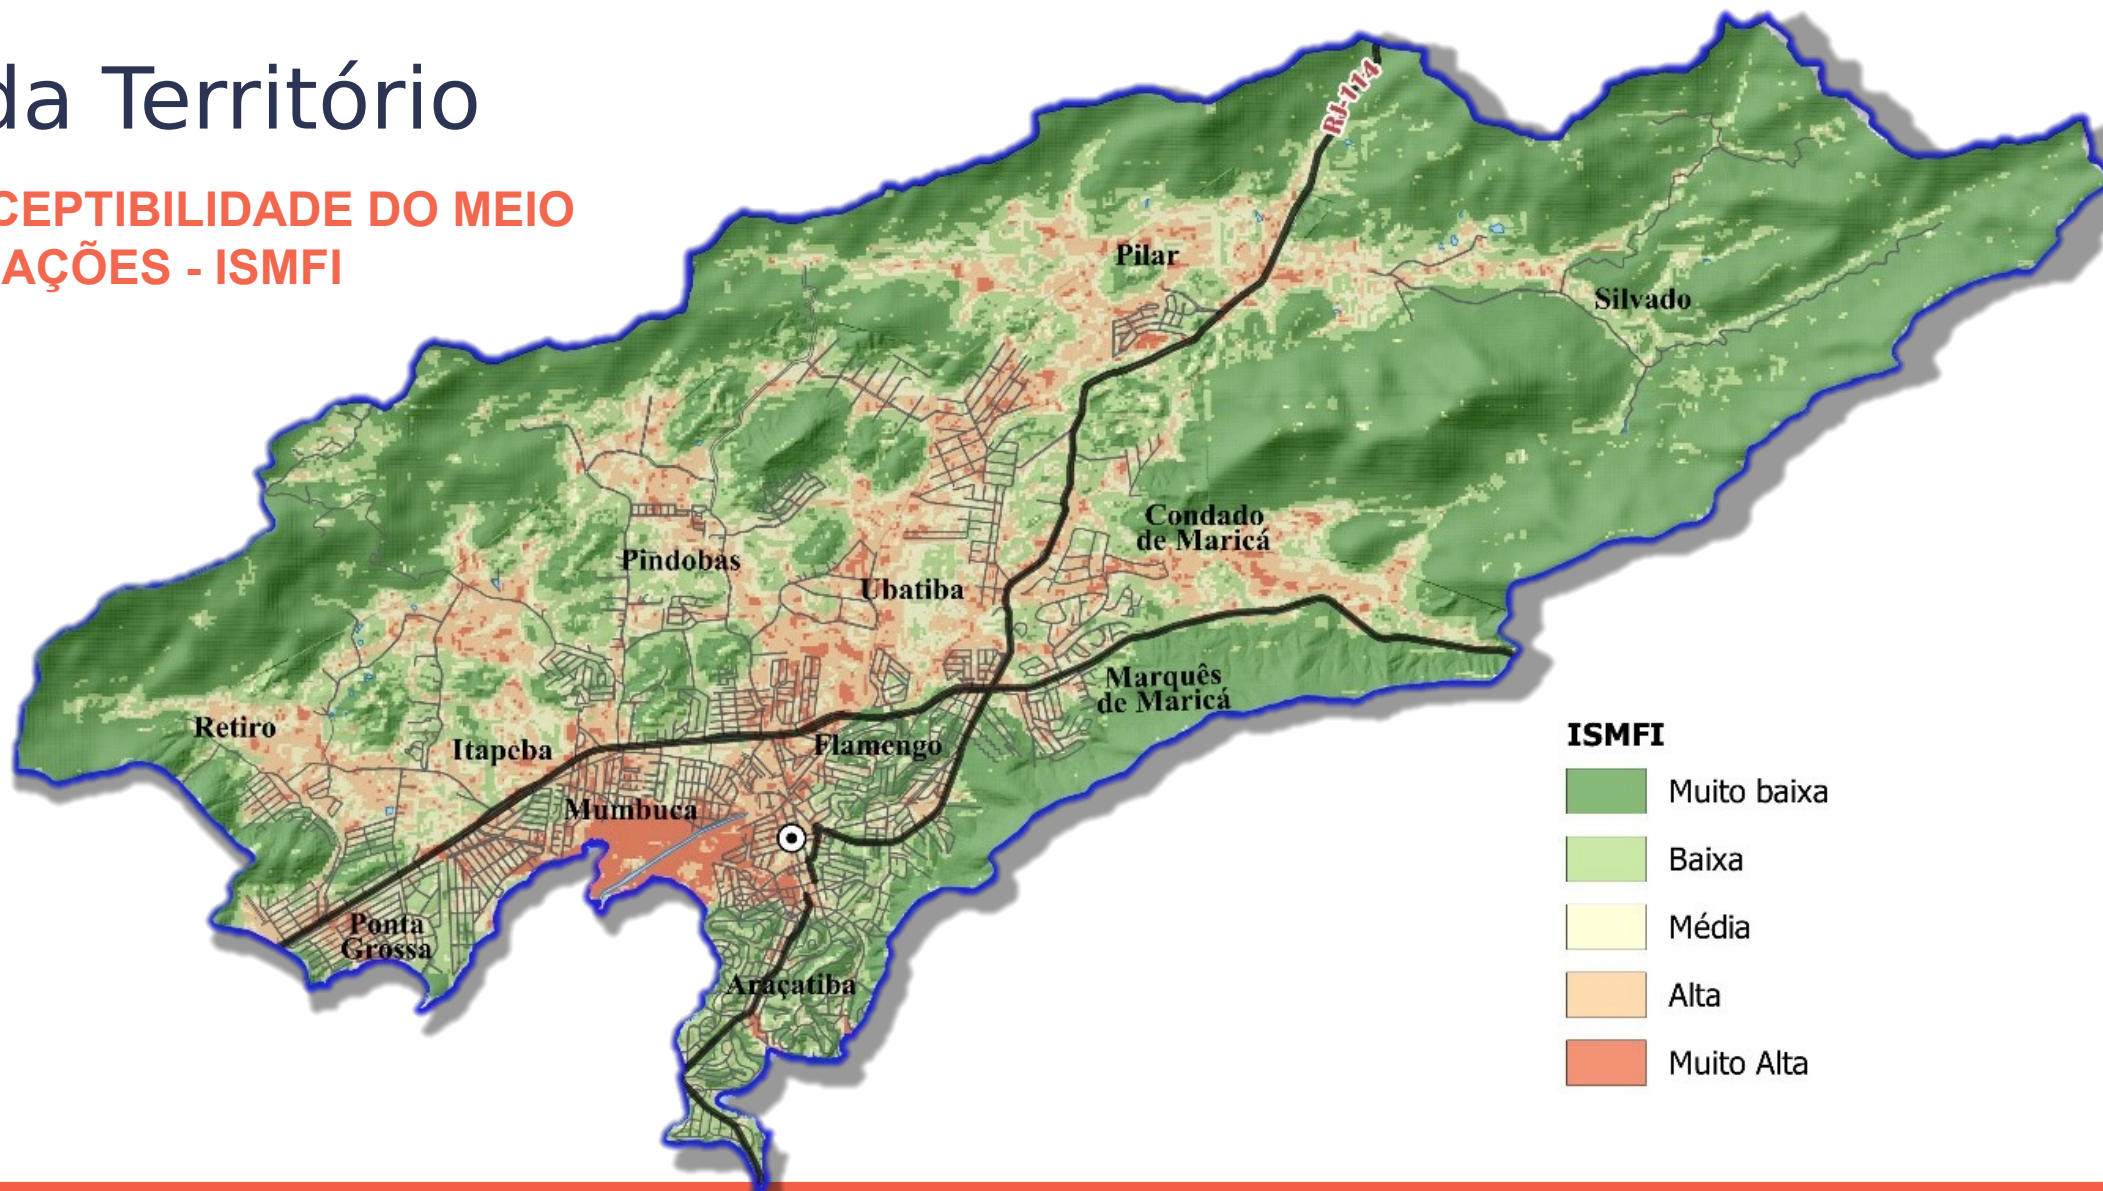 da Território
CEPTIBILIDADE DO MEIO
AÇÕES - ISMFI
RJ-114
Pilar
Silvado
Condado
de Maricá
Pindobas
Ubatiba
Marquês
de Maricá
Retiro
Itapeba
Flamengo
Mumbuca
Ponta
Grossa
Araçatiba
ISMFI
Muito baixa
Baixa
Média
Alta
Muito Alta